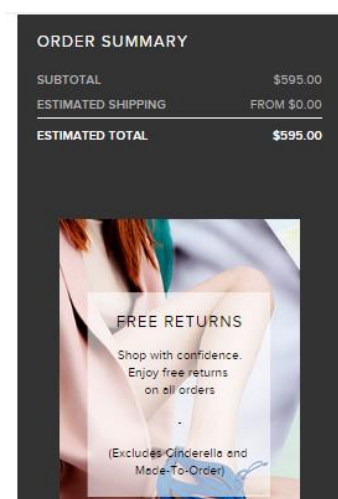 ORDER SUMMARY
SUBTOTAL $595.00
ESTIMATED SHIPPING FROM $0.00
ESTIMATED TOTAL $595.00
FREE RETURNS
Shop with confidence.
Enjoy free returns
on all orders
-
(Excludes Cinderella and
Made-To-Order)